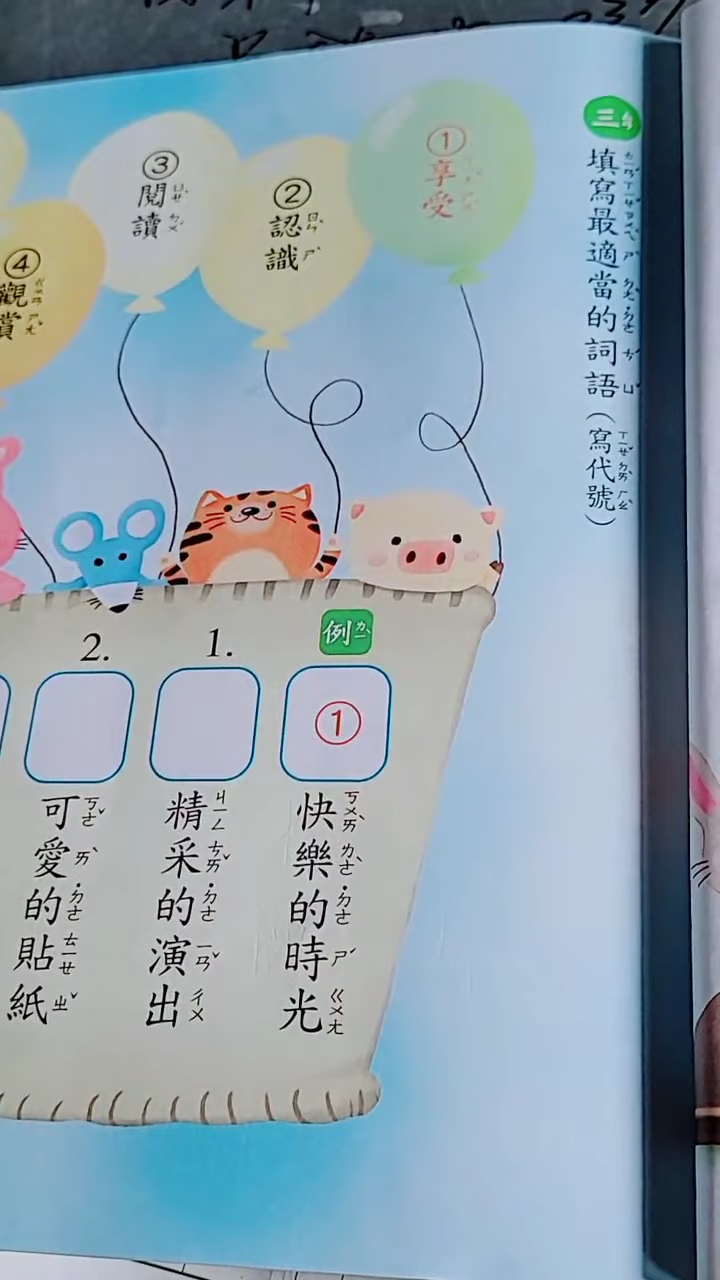 三
填寫最適當的詞語（寫代號）
①享受
②認識
③閱讀
④觀賞
例
①
快樂的時光
1.
精采的演出
2.
可愛的貼紙